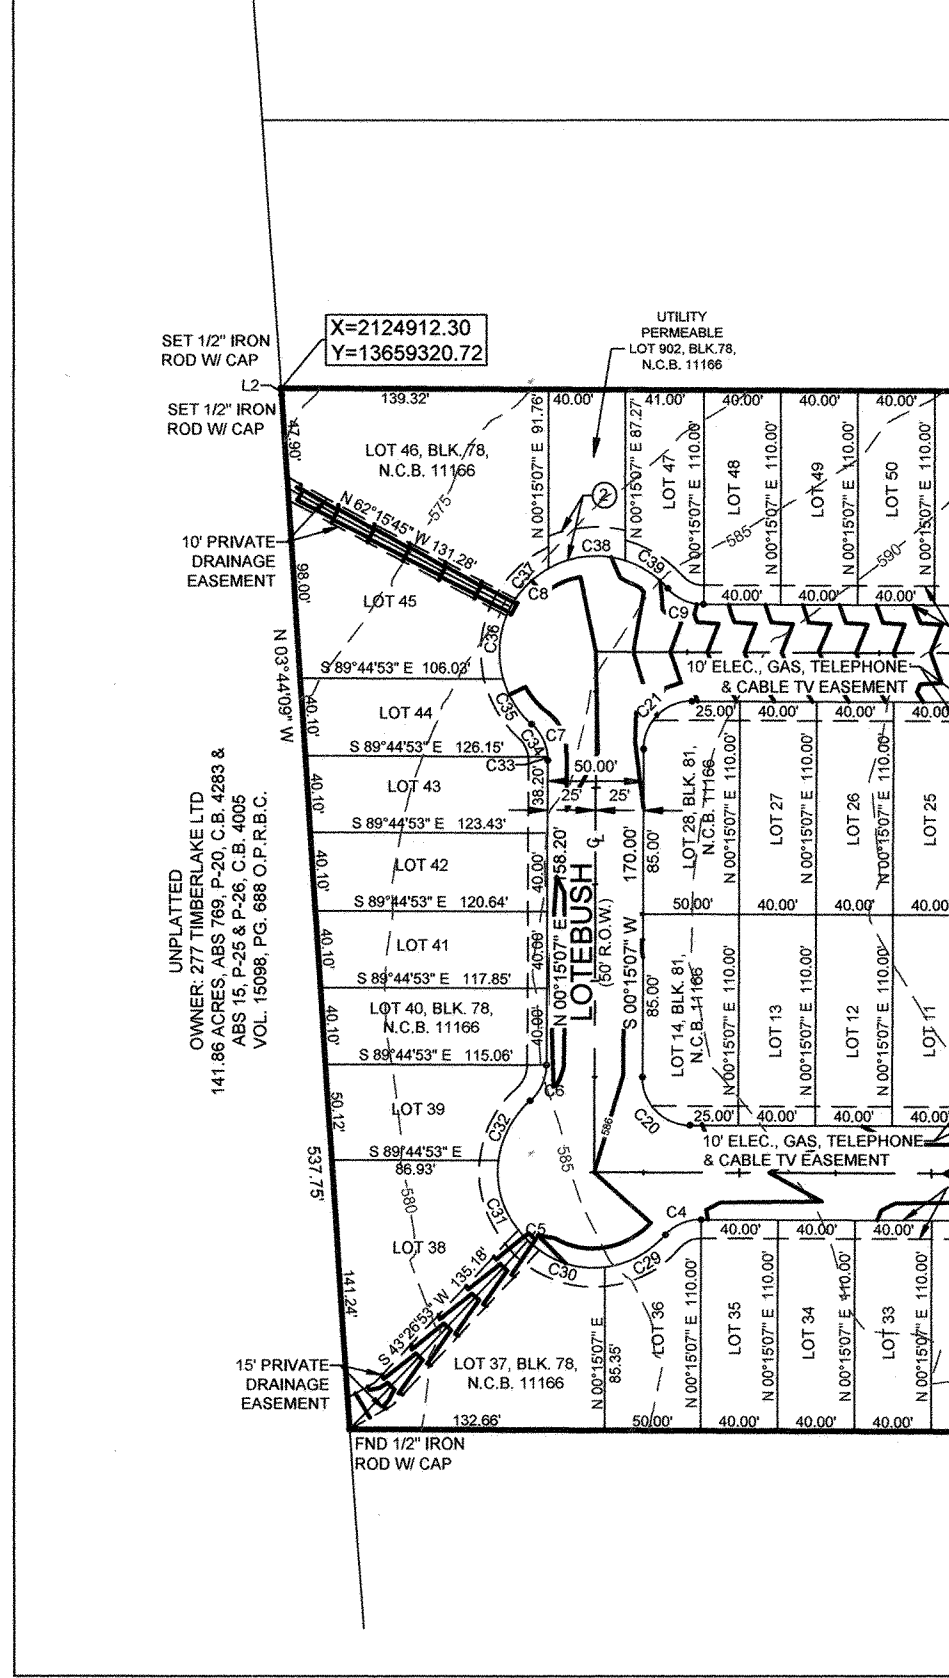 UTILITY
PERMEABLE
LOT 902, BLK.78,
N.C.B. 11166
X=2124912.30
Y=13659320.72
SET 1/2" IRON
ROD W/ CAP
L2
SET 1/2" IRON
ROD W/ CAP
139.32'
40.00'
41.00'
40.00'
40.00'
40.00'
47.90'
LOT 46, BLK. 78,
N.C.B. 11166
N 00°15'07" E 91.76'
N 00°15'07" E 87.27'
LOT 47
N 00°15'07" E 110.00'
LOT 48
N 00°15'07" E 110.00'
LOT 49
N 00°15'07" E 110.00'
LOT 50
N 00°15'07" E 110.00'
575
585
590
2
N 62°15'45" W 131.28'
10' PRIVATE
DRAINAGE
EASEMENT
98.00'
LOT 45
C38
C39
C37
C8
C9
C36
40.00'
40.00'
40.00'
N 03°44'09" W
S 89°44'53" E 106.03'
10' ELEC., GAS, TELEPHONE
& CABLE TV EASEMENT
40.10'
LOT 44
C35
C7
C34
C33
C21
25.00'
40.00'
40.00'
40.00'
S 89°44'53" E 126.15'
50.00'
25'
25'
38.20'
40.10'
LOT 43
S 89°44'53" E 123.43'
40.10'
LOT 42
40.00'
S 89°44'53" E 120.64'
40.10'
LOT 41
40.00'
S 89°44'53" E 117.85'
40.10'
LOT 40, BLK. 78,
N.C.B. 11166
40.00'
S 89°44'53" E 115.06'
N 00°15'07" E 158.20'
LOTEBUSH
(50' R.O.W.)
S 00°15'07" W 170.00'
85.00'
85.00'
LOT 28, BLK. 81,
N.C.B. 11166
N 00°15'07" E 110.00'
LOT 27
N 00°15'07" E 110.00'
LOT 26
N 00°15'07" E 110.00'
LOT 25
50.00'
40.00'
40.00'
40.00'
LOT 14, BLK. 81,
N.C.B. 11166
N 00°15'07" E 110.00'
LOT 13
N 00°15'07" E 110.00'
LOT 12
N 00°15'07" E 110.00'
LOT 11
UNPLATTED
OWNER: 277 TIMBERLAKE LTD
141.86 ACRES, ABS 769, P-20, C.B. 4283 &
ABS 15, P-25 & P-26, C.B. 4005
VOL. 15098, PG. 688 O.P.R.B.C.
50.12'
LOT 39
C6
C32
C20
586
25.00'
40.00'
40.00'
S 89°44'53" E
86.93'
585
10' ELEC., GAS, TELEPHONE
& CABLE TV EASEMENT
537.75'
580
C31
LOT 38
C5
C30
C29
C4
40.00'
40.00'
40.00'
141.24'
S 43°26'53" W 135.18'
15' PRIVATE
DRAINAGE
EASEMENT
LOT 37, BLK. 78,
N.C.B. 11166
N 00°15'07" E
85.35'
LOT 36
N 00°15'07" E 110.00'
LOT 35
N 00°15'07" E 110.00'
LOT 34
N 00°15'07" E 110.00'
LOT 33
N 00°15'07" E 110.00'
132.66'
50.00'
40.00'
40.00'
40.00'
FND 1/2" IRON
ROD W/ CAP